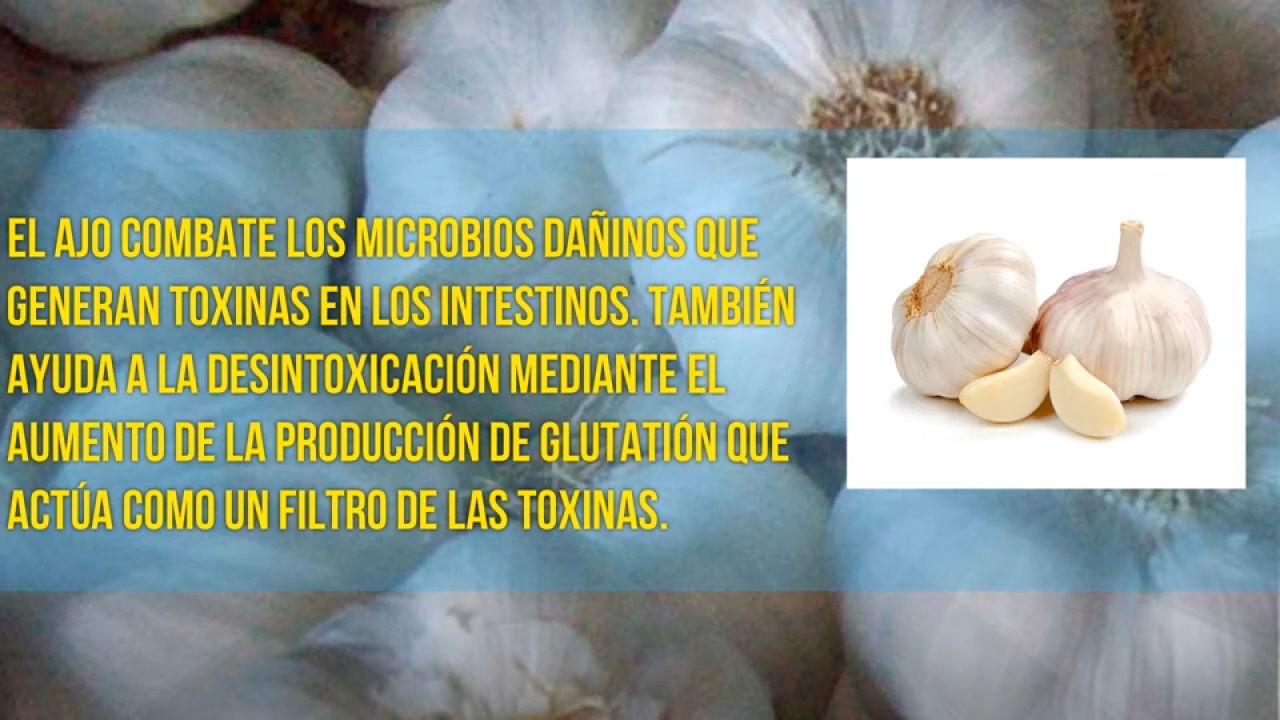 EL AJO COMBATE LOS MICROBIOS DAÑINOS QUE
GENERAN TOXINAS EN LOS INTESTINOS. TAMBIÉN
AYUDA A LA DESINTOXICACIÓN MEDIANTE EL
AUMENTO DE LA PRODUCCIÓN DE GLUTATIÓN QUE
ACTÚA COMO UN FILTRO DE LAS TOXINAS.